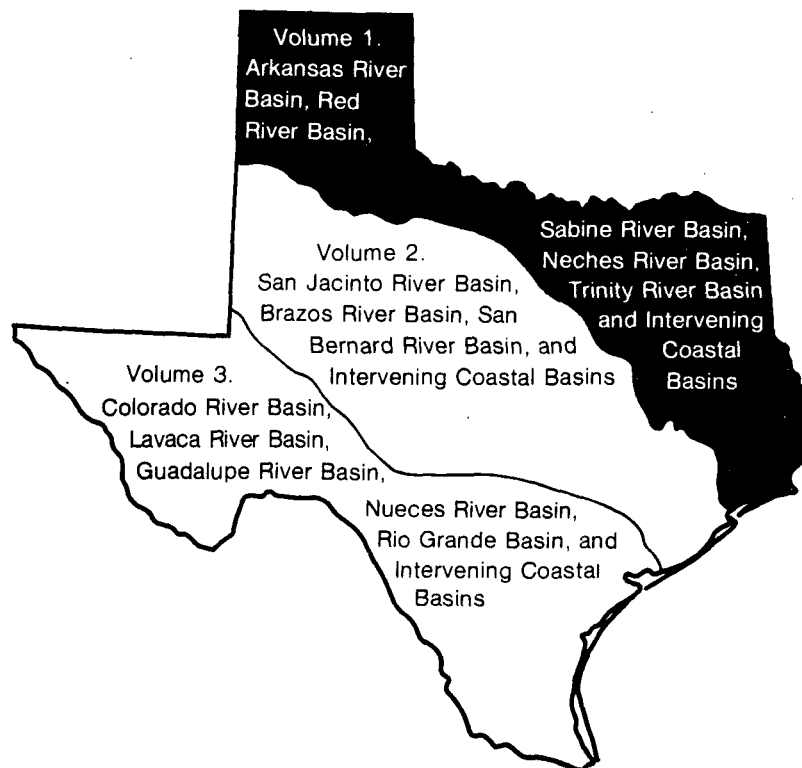 Volume 1.
Arkansas River
Basin, Red
River Basin,
Sabine River Basin,
Neches River Basin,
Trinity River Basin
and Intervening
Coastal
Basins
Volume 2.
San Jacinto River Basin,
Brazos River Basin, San
Bernard River Basin, and
Intervening Coastal Basins
Volume 3.
Colorado River Basin,
Lavaca River Basin,
Guadalupe River Basin,
Nueces River Basin,
Rio Grande Basin, and
Intervening Coastal
Basins